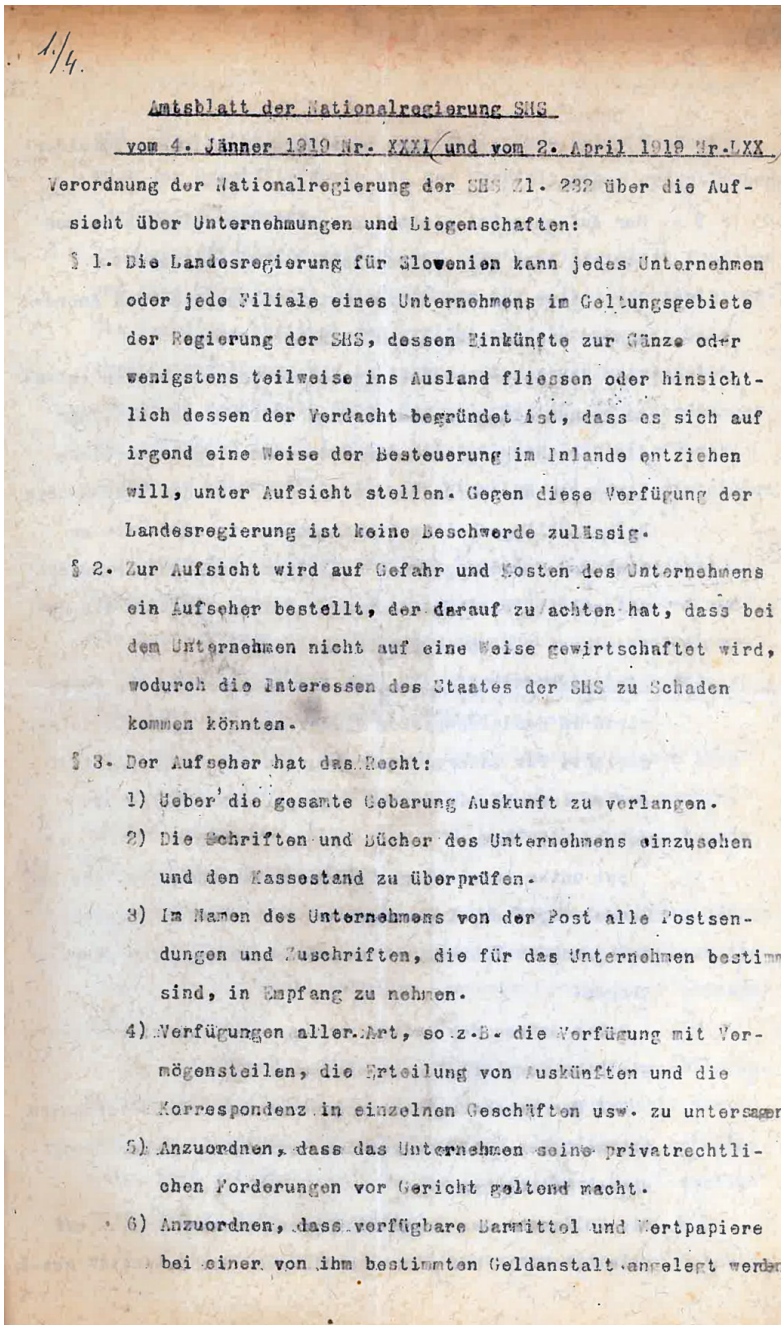 1./4.
Amtsblatt der Nationalregierung SHS
vom 4. Jänner 1919 Nr. XXXI/und vom 2. April 1919 Nr.LXX.
Verordnung der Nationalregierung der SHS Zl. 232 über die Auf-
sicht über Unternehmungen und Liegenschaften:
§ 1. Die Landesregierung für Slovenien kann jedes Unternehmen
oder jede Filiale eines Unternehmens im Geltungsgebiete
der Regierung der SHS, dessen Einkünfte zur Gänze oder
wenigstens teilweise ins Ausland fliessen oder hinsicht-
lich dessen der Verdacht begründet ist, dass es sich auf
irgend eine Weise der Besteuerung im Inlande entziehen
will, unter Aufsicht stellen. Gegen diese Verfügung der
Landesregierung ist keine Beschwerde zulässig.
§ 2. Zur Aufsicht wird auf Gefahr und Kosten des Unternehmens
ein Aufseher bestellt, der darauf zu achten hat, dass bei
dem Unternehmen nicht auf eine Weise gewirtschaftet wird,
wodurch die Interessen des Staates der SHS zu Schaden
kommen könnten.
§ 3. Der Aufseher hat das Recht:
1) Ueber die gesamte Gebarung Auskunft zu verlangen.
2) Die Schriften und Bücher des Unternehmens einzusehen
und den Kassestand zu überprüfen.
3) Im Namen des Unternehmens von der Post alle Postsen-
dungen und Zuschriften, die für das Unternehmen bestimm
sind, in Empfang zu nehmen.
4) Verfügungen aller Art, so z.B. die Verfügung mit Ver-
mögensteilen, die Erteilung von Auskünften und die
Korrespondenz in einzelnen Geschäften usw. zu untersagen
5) Anzuordnen, dass das Unternehmen seine privatrechtli-
chen Forderungen vor Gericht geltend macht.
6) Anzuordnen, dass verfügbare Barmittel und Wertpapiere
bei einer von ihm bestimmten Geldanstalt angelegt werden